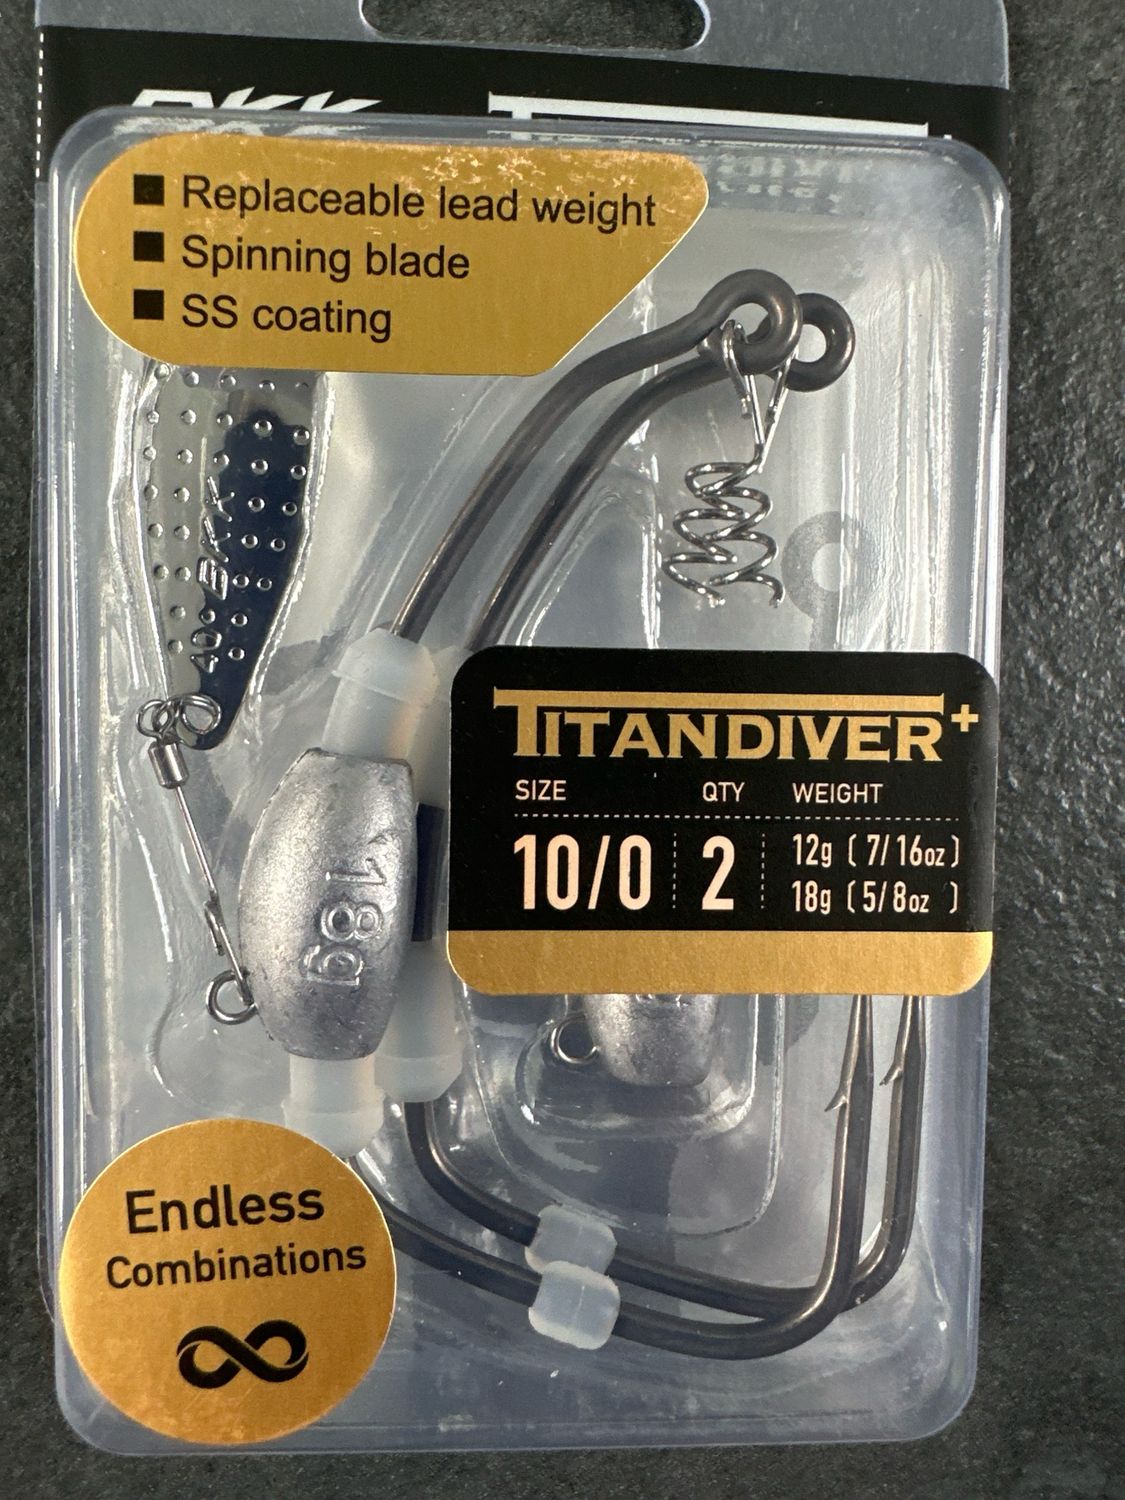 BKK
■ Replaceable lead weight
■ Spinning blade
■ SS coating
40 BKK
TITANDIVER+
SIZE QTY WEIGHT
10/0 2 12g ( 7/16oz )
18g ( 5/8oz )
18g
Endless
Combinations